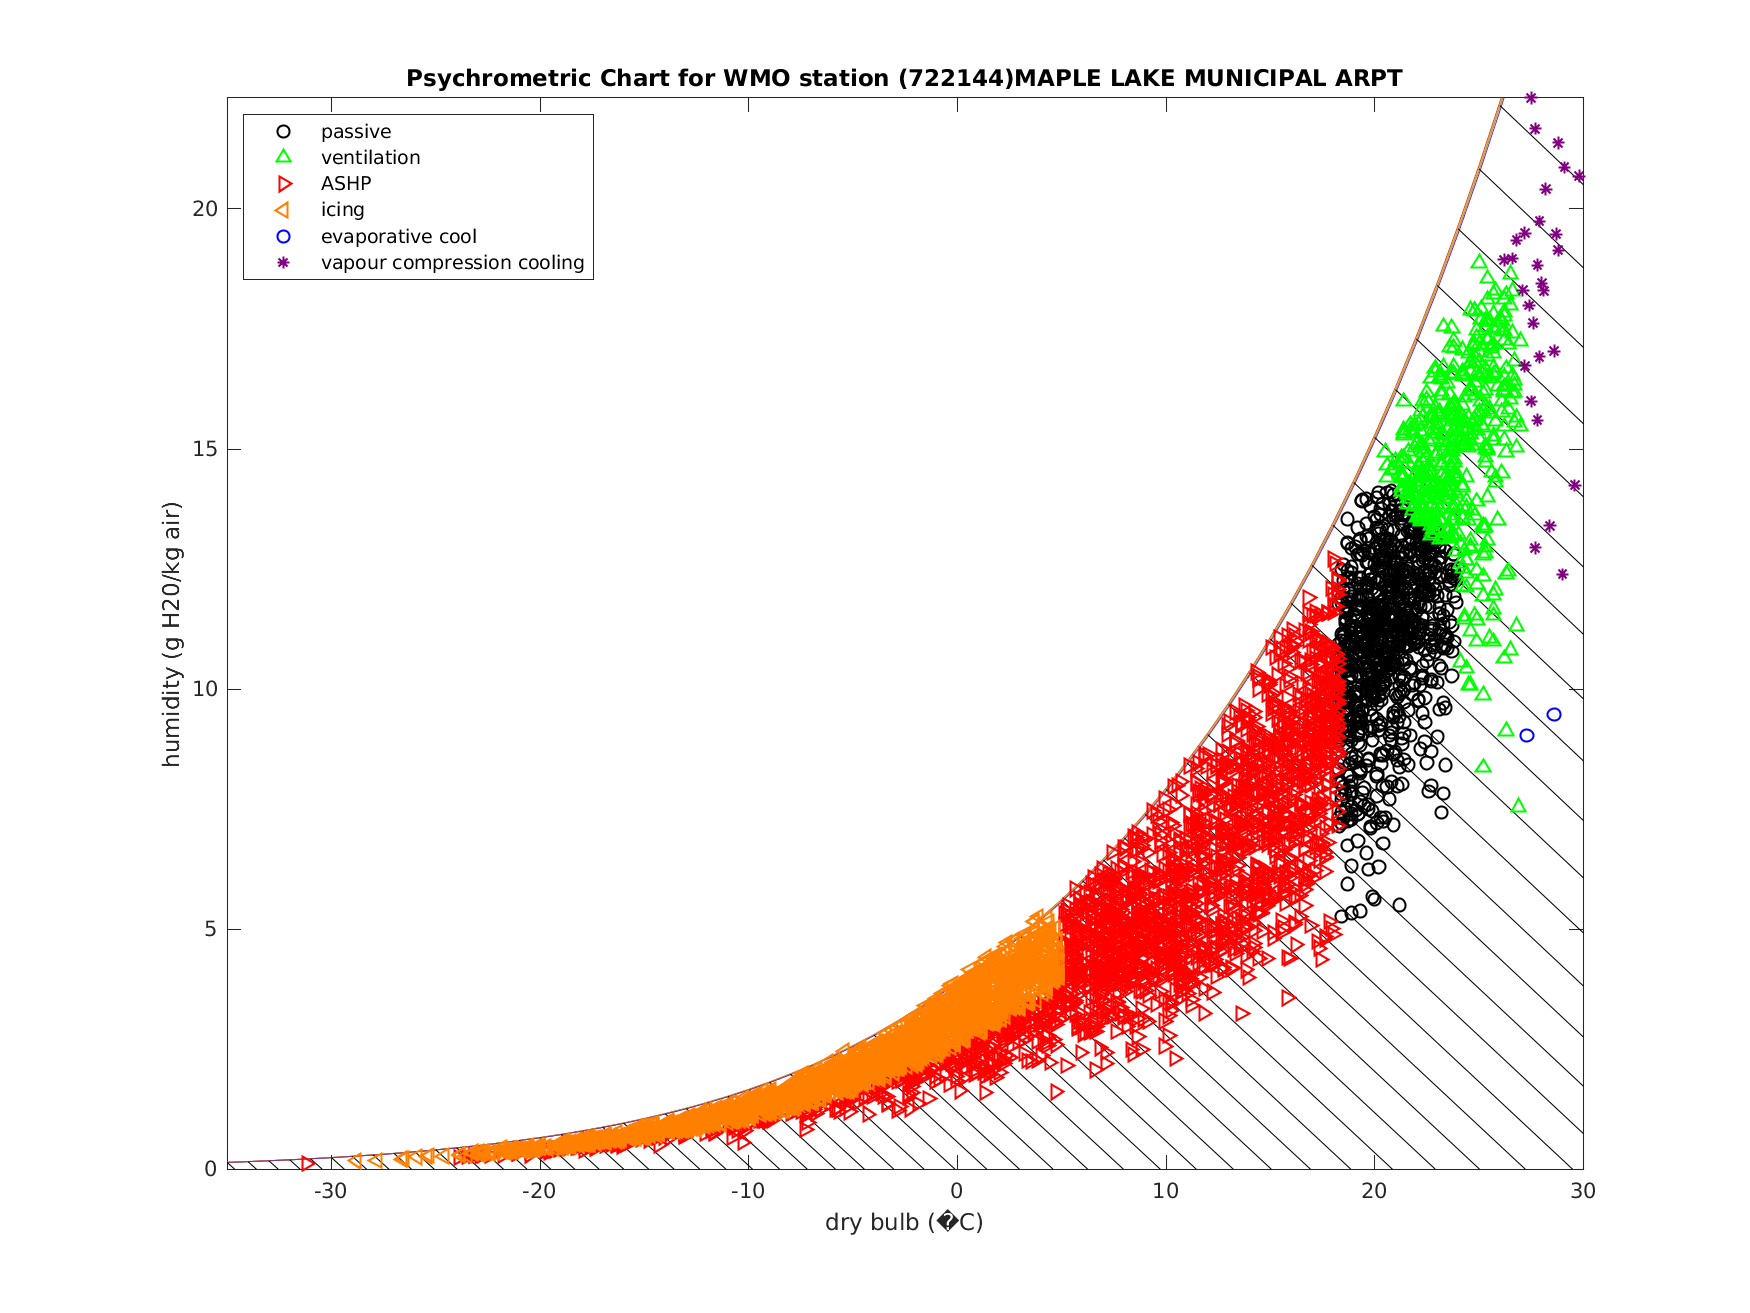 Psychrometric Chart for WMO station (722144)MAPLE LAKE MUNICIPAL ARPT
passive
ventilation
ASHP
icing
evaporative cool
vapour compression cooling
humidity (g H20/kg air)
20
15
10
5
0
-30 -20 -10 0 10 20 30
dry bulb (�C)